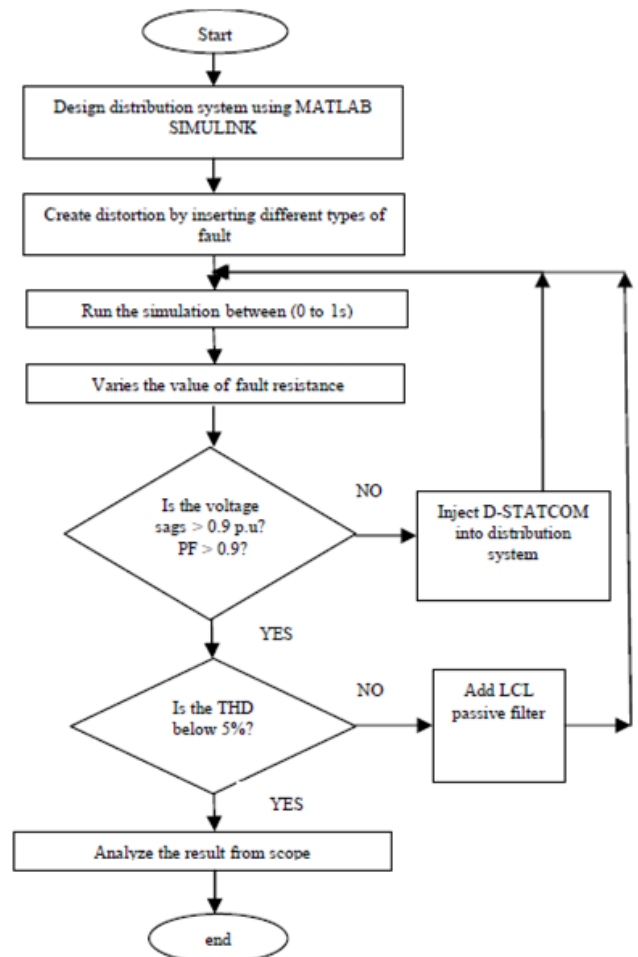 Start
Design distribution system using MATLAB
SIMULINK
Create distortion by inserting different types of
fault
Run the simulation between (0 to 1s)
Varies the value of fault resistance
Is the voltage
sags > 0.9 p.u?
PF > 0.9?
NO
Inject D-STATCOM
into distribution
system
YES
Is the THD
below 5%?
NO
Add LCL
passive filter
YES
Analyze the result from scope
end